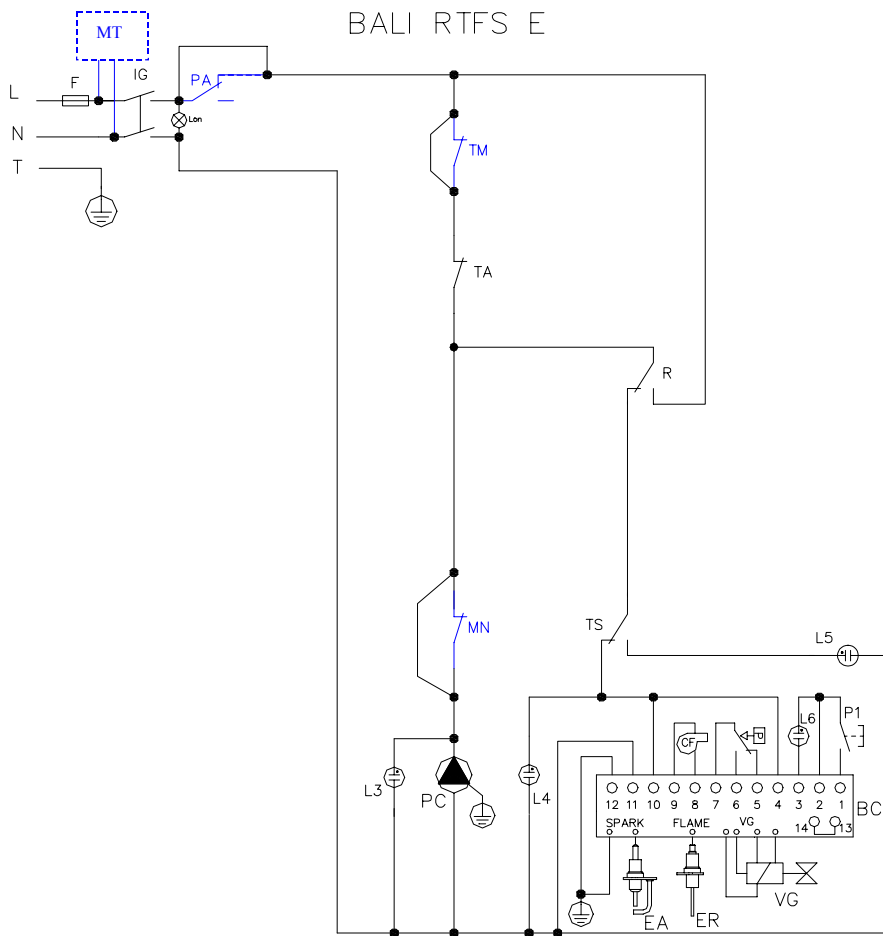 BALI RTFS E
MT
F
IG
PA
L
Lon
N
T
TM
TA
R
MN
TS
L5
L6
P1
CF
P
L3
PC
L4
12 11 10 9 8 7 6 5 4 3 2 1
BC
SPARK
FLAME
VG
14
13
EA
ER
VG